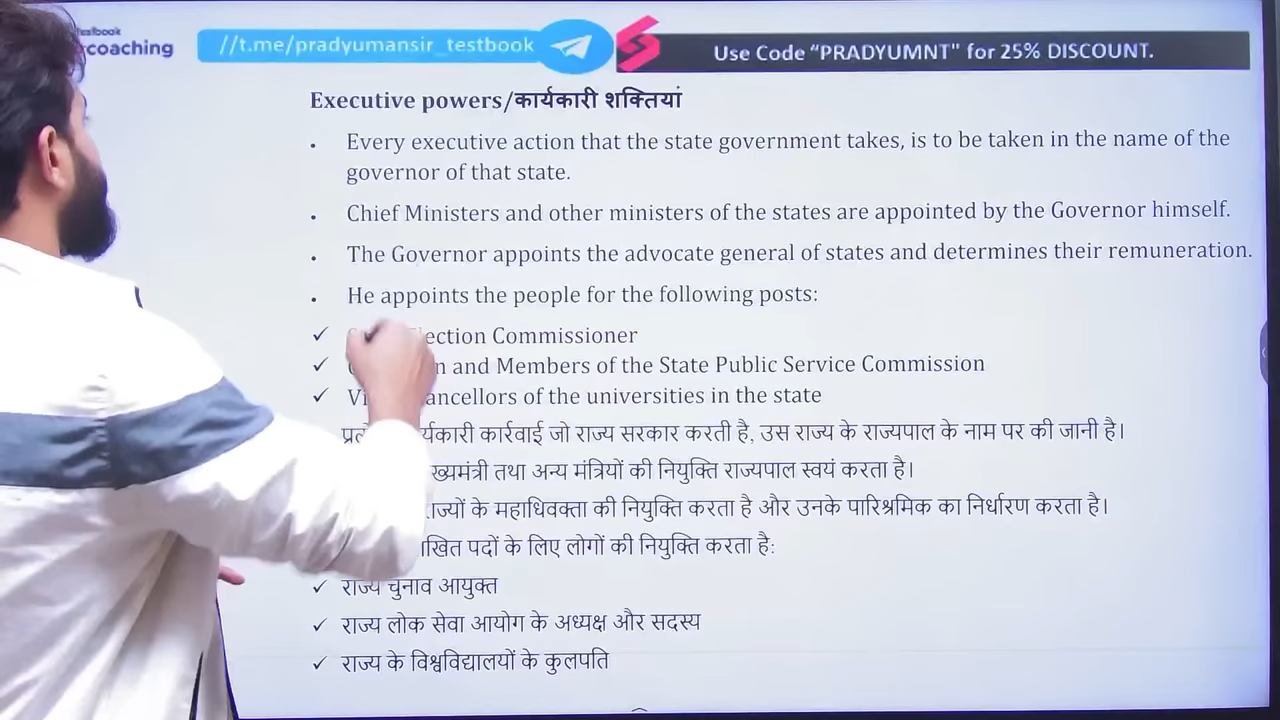 testbook
coaching
//t.me/pradyumansir_testbook
Use Code “PRADYUMNT" for 25% DISCOUNT.
Executive powers/कार्यकारी शक्तियां
. Every executive action that the state government takes, is to be taken in the name of the
governor of that state.
. Chief Ministers and other ministers of the states are appointed by the Governor himself.
. The Governor appoints the advocate general of states and determines their remuneration.
. He appoints the people for the following posts:
✓ Commissioner
✓ and Members of the State Public Service Commission
✓ of the universities in the state
कार्रवाई जो राज्य सरकार करती है, उस राज्य के राज्यपाल के नाम पर की जानी है।
तथा अन्य मंत्रियों की नियुक्ति राज्यपाल स्वयं करता है।
के महाधिवक्ता की नियुक्ति करता है और उनके पारिश्रमिक का निर्धारण करता है।
पदों के लिए लोगों की नियुक्ति करता है:
✓ राज्य चुनाव आयुक्त
✓ राज्य लोक सेवा आयोग के अध्यक्ष और सदस्य
✓ राज्य के विश्वविद्यालयों के कुलपति